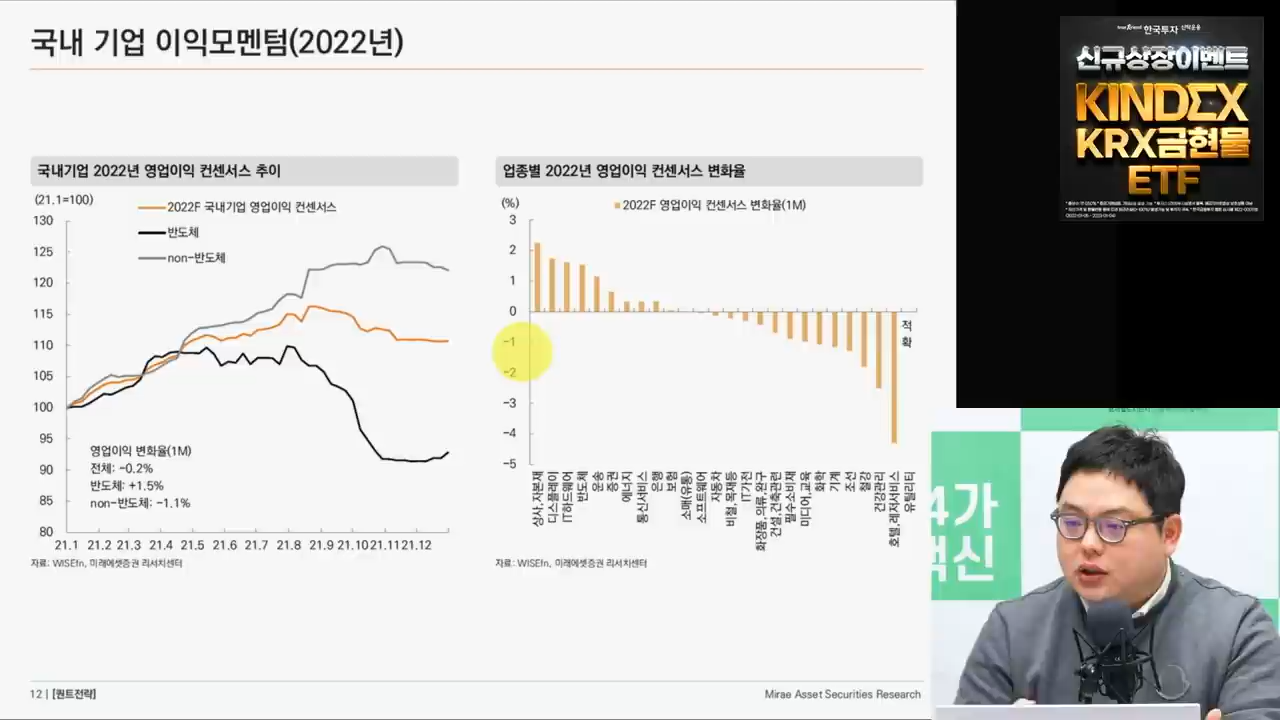 국내 기업 이익모멘텀(2022년)
국내기업 2022년 영업이익 컨센서스 추이
(21.1=100)
2022F 국내기업 영업이익 컨센서스
반도체
non-반도체
130
125
120
115
110
105
100
95
90
85
80
영업이익 변화율(1M)
전체: -0.2%
반도체: +1.5%
non-반도체: -1.1%
21.1 21.2 21.3 21.4 21.5 21.6 21.7 21.8 21.9 21.10 21.11 21.12
자료: WISEfn, 미래에셋증권 리서치센터
업종별 2022년 영업이익 컨센서스 변화율
(%)
2022F 영업이익 컨센서스 변화율(1M)
3
2
1
0
-1
-2
-3
-4
-5
적
확
상사,자본재
디스플레이
IT하드웨어
반도체
운송
증권
에너지
통신서비스
은행
보험
소매(유통)
소프트웨어
자동차
비철,목재등
IT가전
화장품,의류,완구
건설,건축관련
필수소비재
미디어,교육
화학
기계
조선
철강
건강관리
호텔,레저서비스
유틸리티
자료: WISEfn, 미래에셋증권 리서치센터
12 | [퀀트전략]
Mirae Asset Securities Research
한국투자 신탁운용
신규상장이벤트
KINDEX
KRX금현물
ETF
4가
혁신